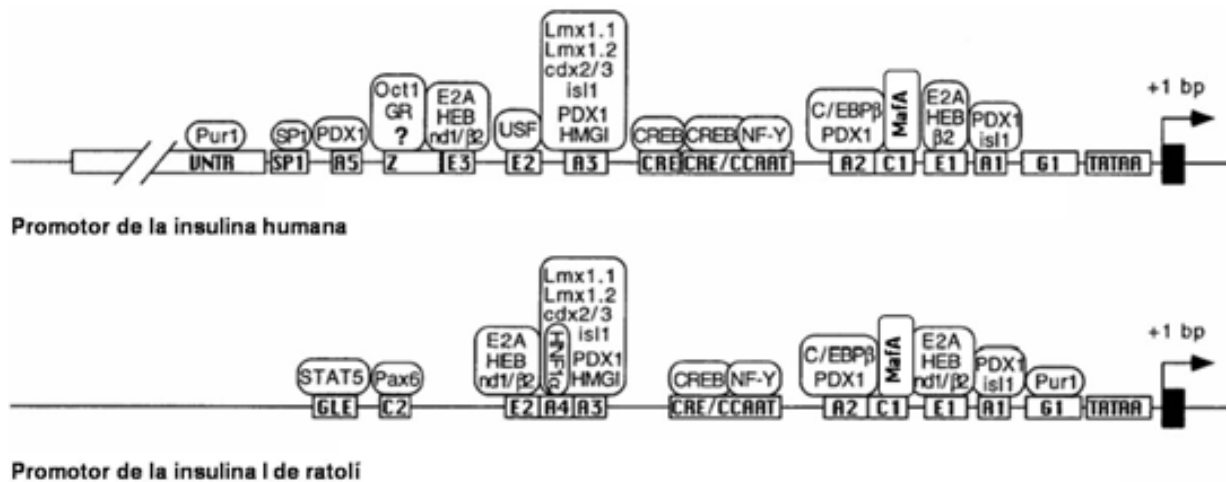 Pur1
SP1
PDX1
Oct1
GR
?
E2A
HEB
nd1/β2
USF
Lmx1.1
Lmx1.2
cdx2/3
isl1
PDX1
HMGI
CREB
CREB
NF-Y
C/EBPβ
PDX1
MafA
E2A
HEB
β2
PDX1
isl1
+1 bp
VNTR SP1 A5 Z E3 E2 A3 CRE CRE/CCAAT A2 C1 E1 A1 G1 TATAA
Promotor de la insulina humana
STAT5
Pax6
E2A
HEB
nd1/β2
HNF1α
Lmx1.1
Lmx1.2
cdx2/3
isl1
PDX1
HMGI
CREB
NF-Y
C/EBPβ
PDX1
MafA
E2A
HEB
nd1/β2
PDX1
isl1
Pur1
+1 bp
GLE C2 E2 A4 A3 CRE/CCAAT A2 C1 E1 A1 G1 TATAA
Promotor de la insulina I de ratolí